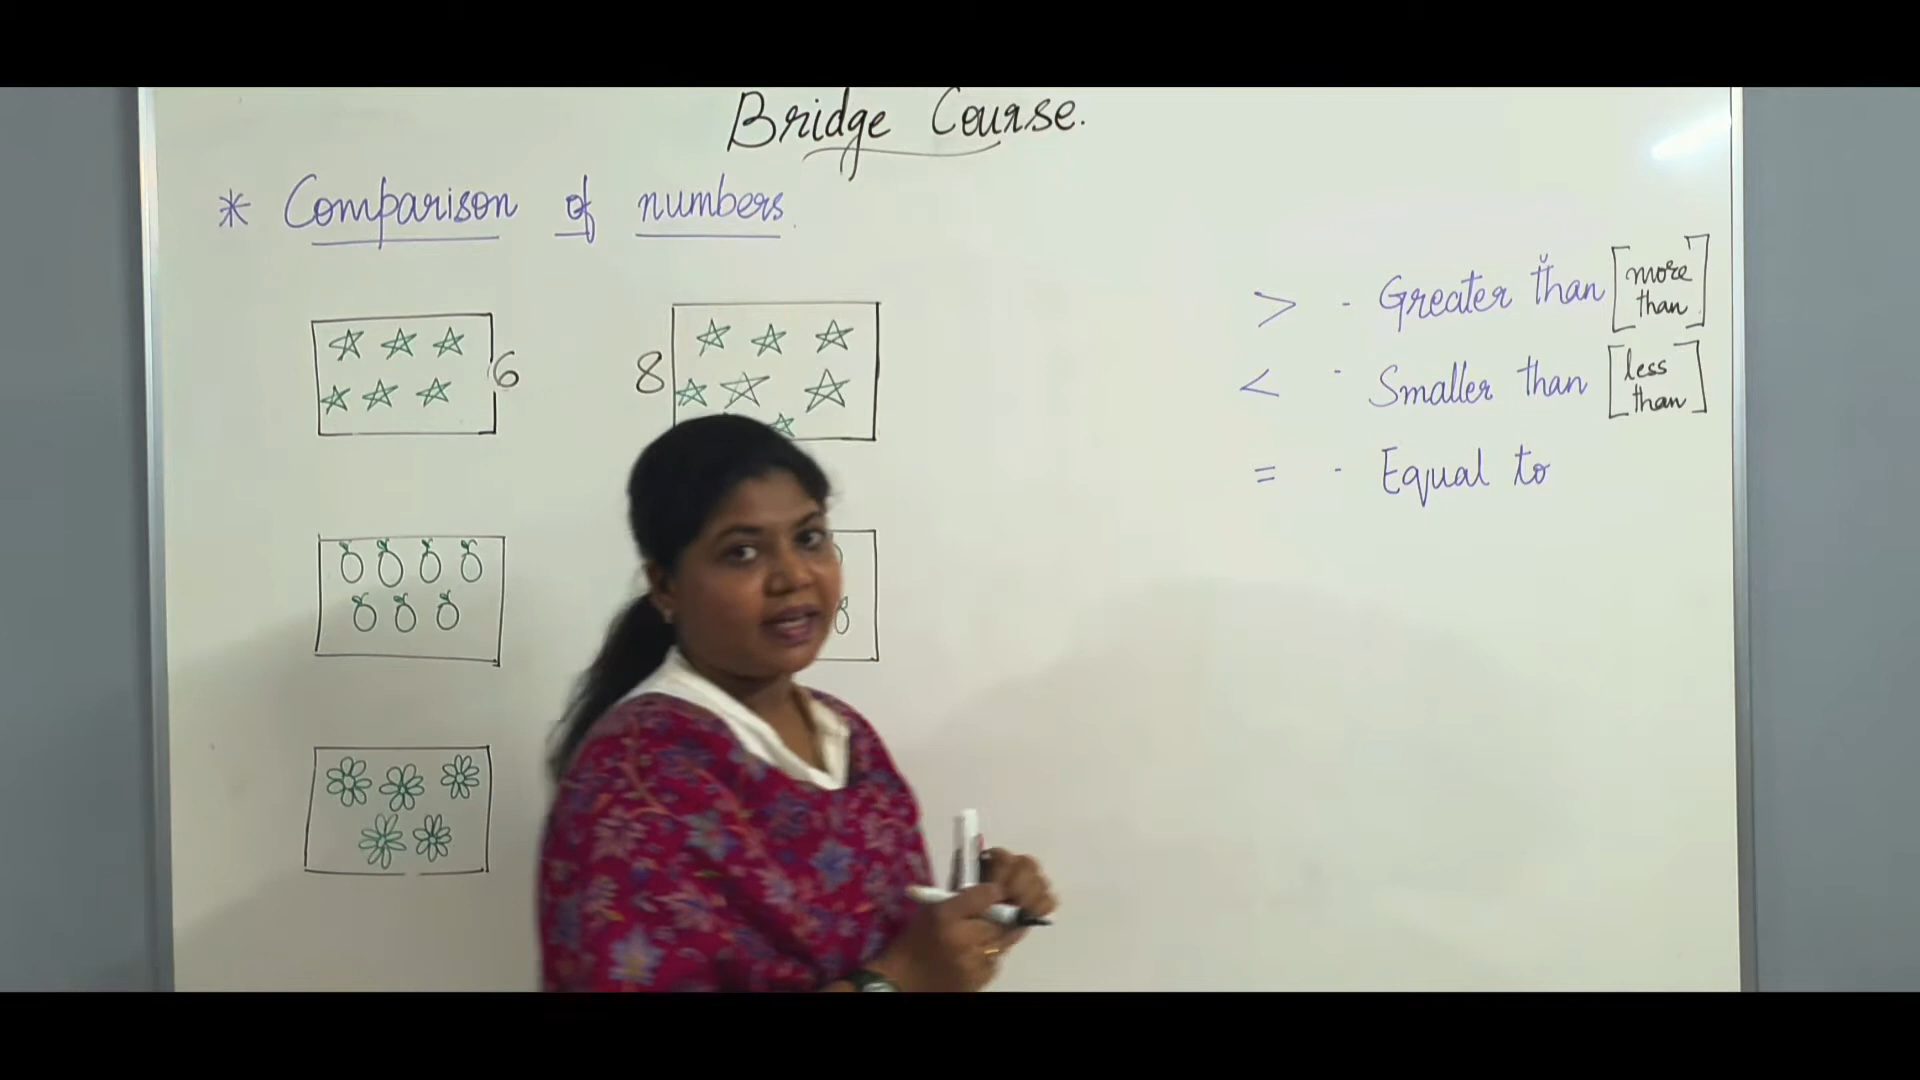 Bridge Course.
* Comparison of numbers.
6
8
> - Greater than [more than]
< - Smaller than [less than]
= - Equal to